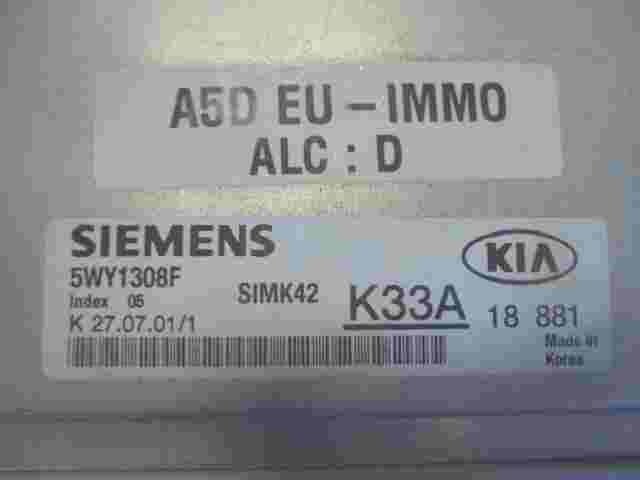 A5D EU - IMMO
ALC : D
SIEMENS
5WY1308F
SIMK42
Index 05
K 27.07.01/1
K33A
KIA
18 881
Made in
Korea